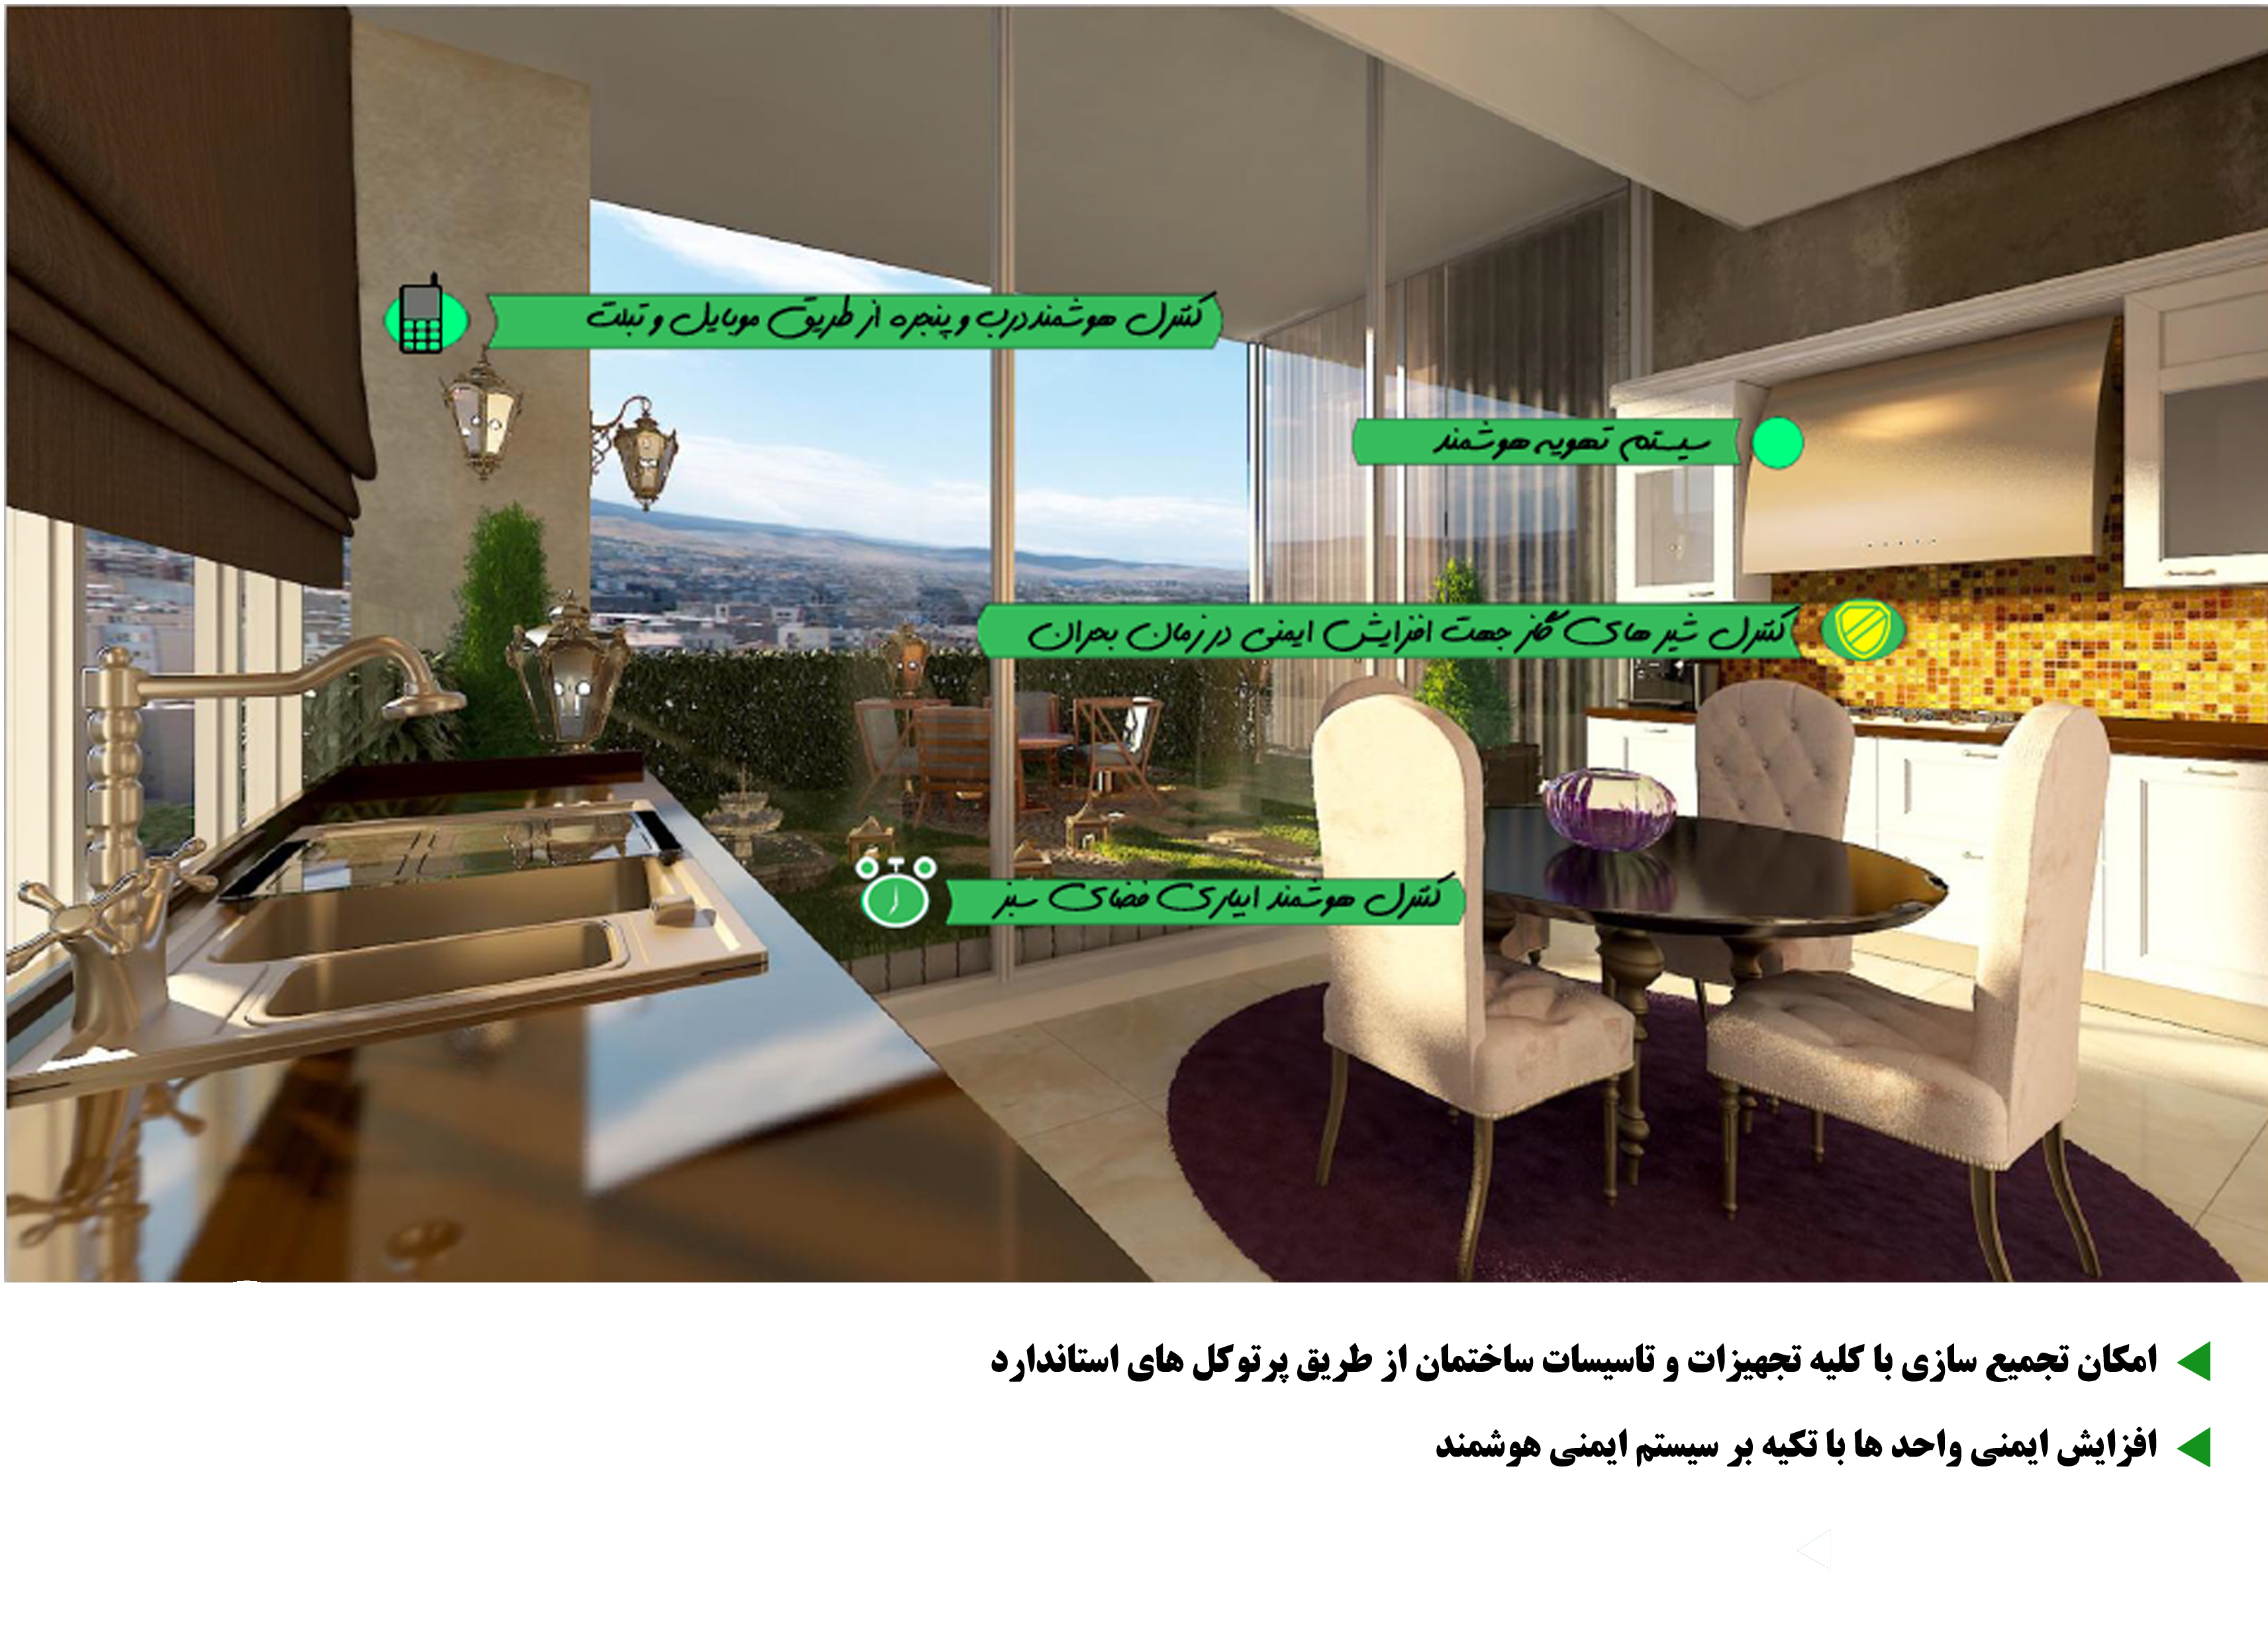 کنترل هوشمند درب و پنجره از طریق موبایل و تبلت
سیستم تهویه هوشمند
کنترل شیر های گاز جهت افزایش ایمنی در زمان بحران
کنترل هوشمند ابیاری فضای سبز
امکان تجمیع سازی با کلیه تجهیزات و تاسیسات ساختمان از طریق پرتوکل های استاندارد
افزایش ایمنی واحد ها با تکیه بر سیستم ایمنی هوشمند